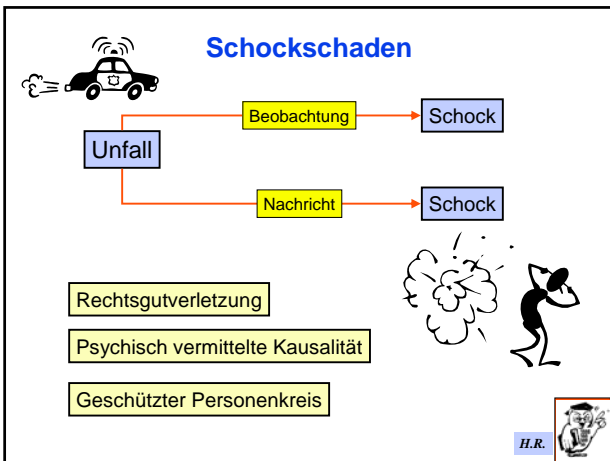 Schockschaden
Beobachtung
Schock
Unfall
Nachricht
Schock
Rechtsgutverletzung
Psychisch vermittelte Kausalität
Geschützter Personenkreis
H.R.